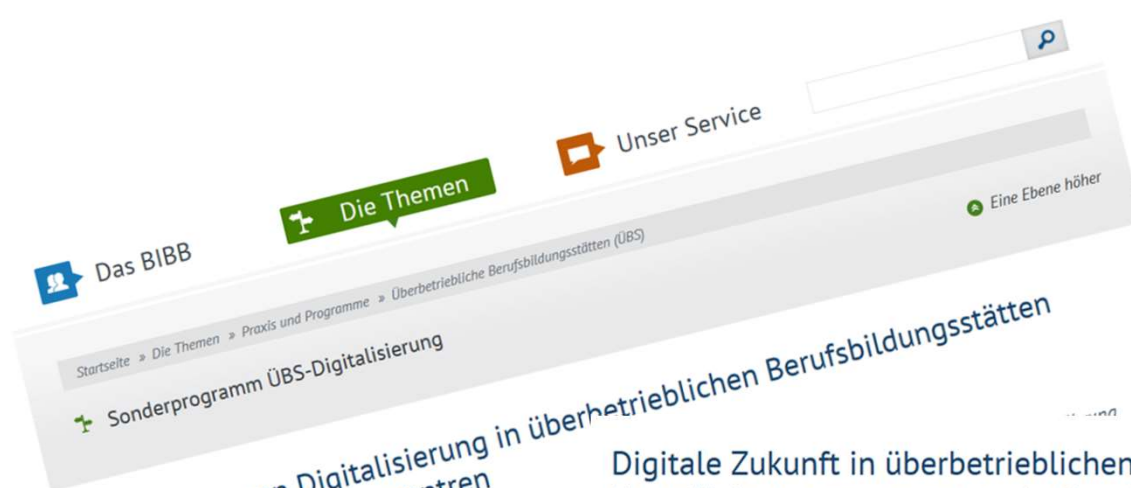 Das BIBB
Die Themen
Unser Service
Startseite » Die Themen » Praxis und Programme » Überbetriebliche Berufsbildungsstätten (ÜBS)
Eine Ebene höher
Sonderprogramm ÜBS-Digitalisierung
Digitalisierung in überbetrieblichen Berufsbildungsstätten
Digitale Zukunft in überbetrieblichen